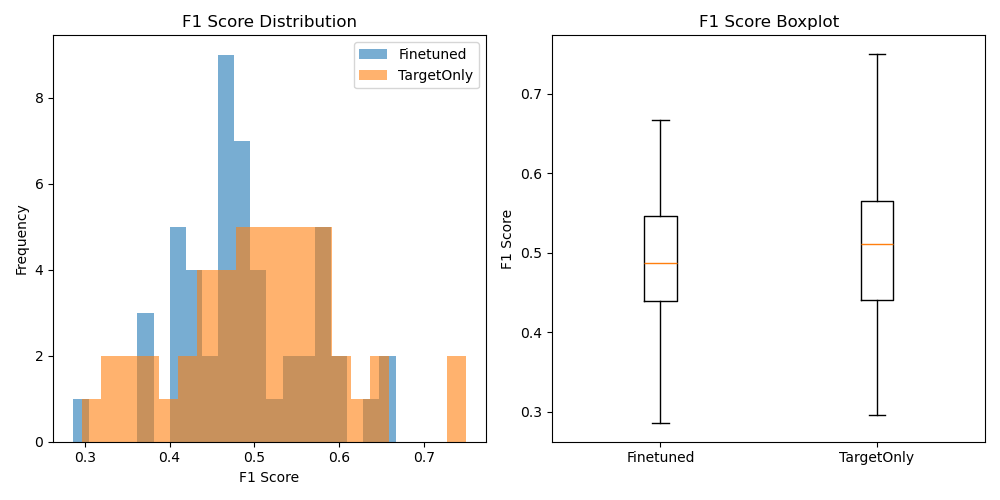 F1 Score Distribution
Finetuned
TargetOnly
8
6
4
2
0
0.3 0.4 0.5 0.6 0.7
Frequency
F1 Score
F1 Score Boxplot
0.7
0.6
0.5
0.4
0.3
F1 Score
Finetuned TargetOnly